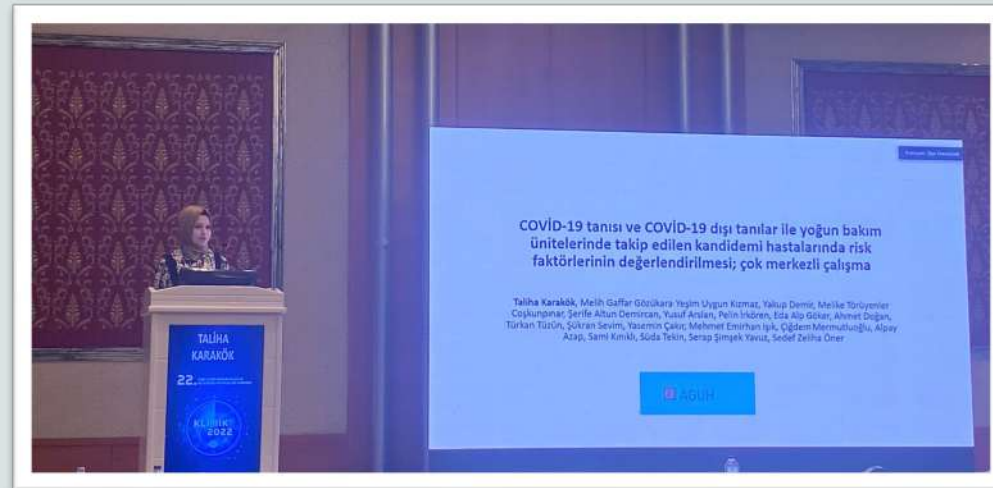 COVİD-19 tanısı ve COVİD-19 dışı tanılar ile yoğun bakım
ünitelerinde takip edilen kandidemi hastalarında risk
faktörlerinin değerlendirilmesi; çok merkezli çalışma
Taliha Karakök, Melih Gaffar Gözükara Yeşim Uygun Kızmaz, Yakup Demir, Melike Törüyenler
Coşkunpınar, Şerife Altun Demircan, Yusuf Arslan, Pelin İrkören, Eda Alp Göker, Ahmet Doğan,
Türkan Tüzün, Şükran Sevim, Yasemin Çakır, Mehmet Emirhan Işık, Çiğdem Mermutluoğlu, Alpay
Azap, Sami Kınıklı, Süda Tekin, Serap Şimşek Yavuz, Sedef Zeliha Öner
AGUH
TALİHA
KARAKÖK
22.
KLİMİK
2022